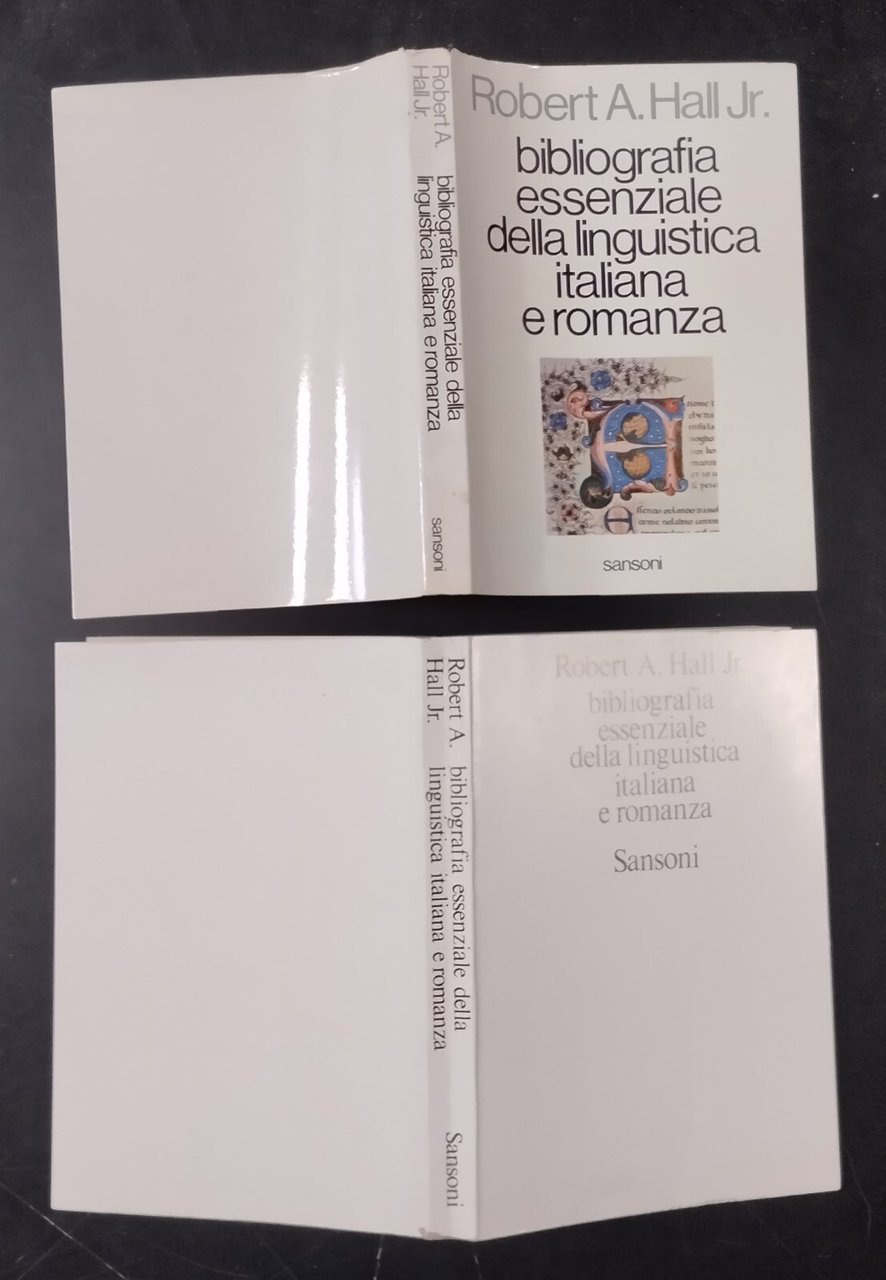 Robert A.
Hall Jr.
bibliografia essenziale della
linguistica italiana e romanza
sansoni
Robert A. Hall Jr.
bibliografia
essenziale
della linguistica
italiana
e romanza
nome
sansoni
Robert A.
Hall Jr.
bibliografia essenziale della
linguistica italiana e romanza
Sansoni
Robert A. Hall Jr.
bibliografia
essenziale
della linguistica
italiana
e romanza
Sansoni